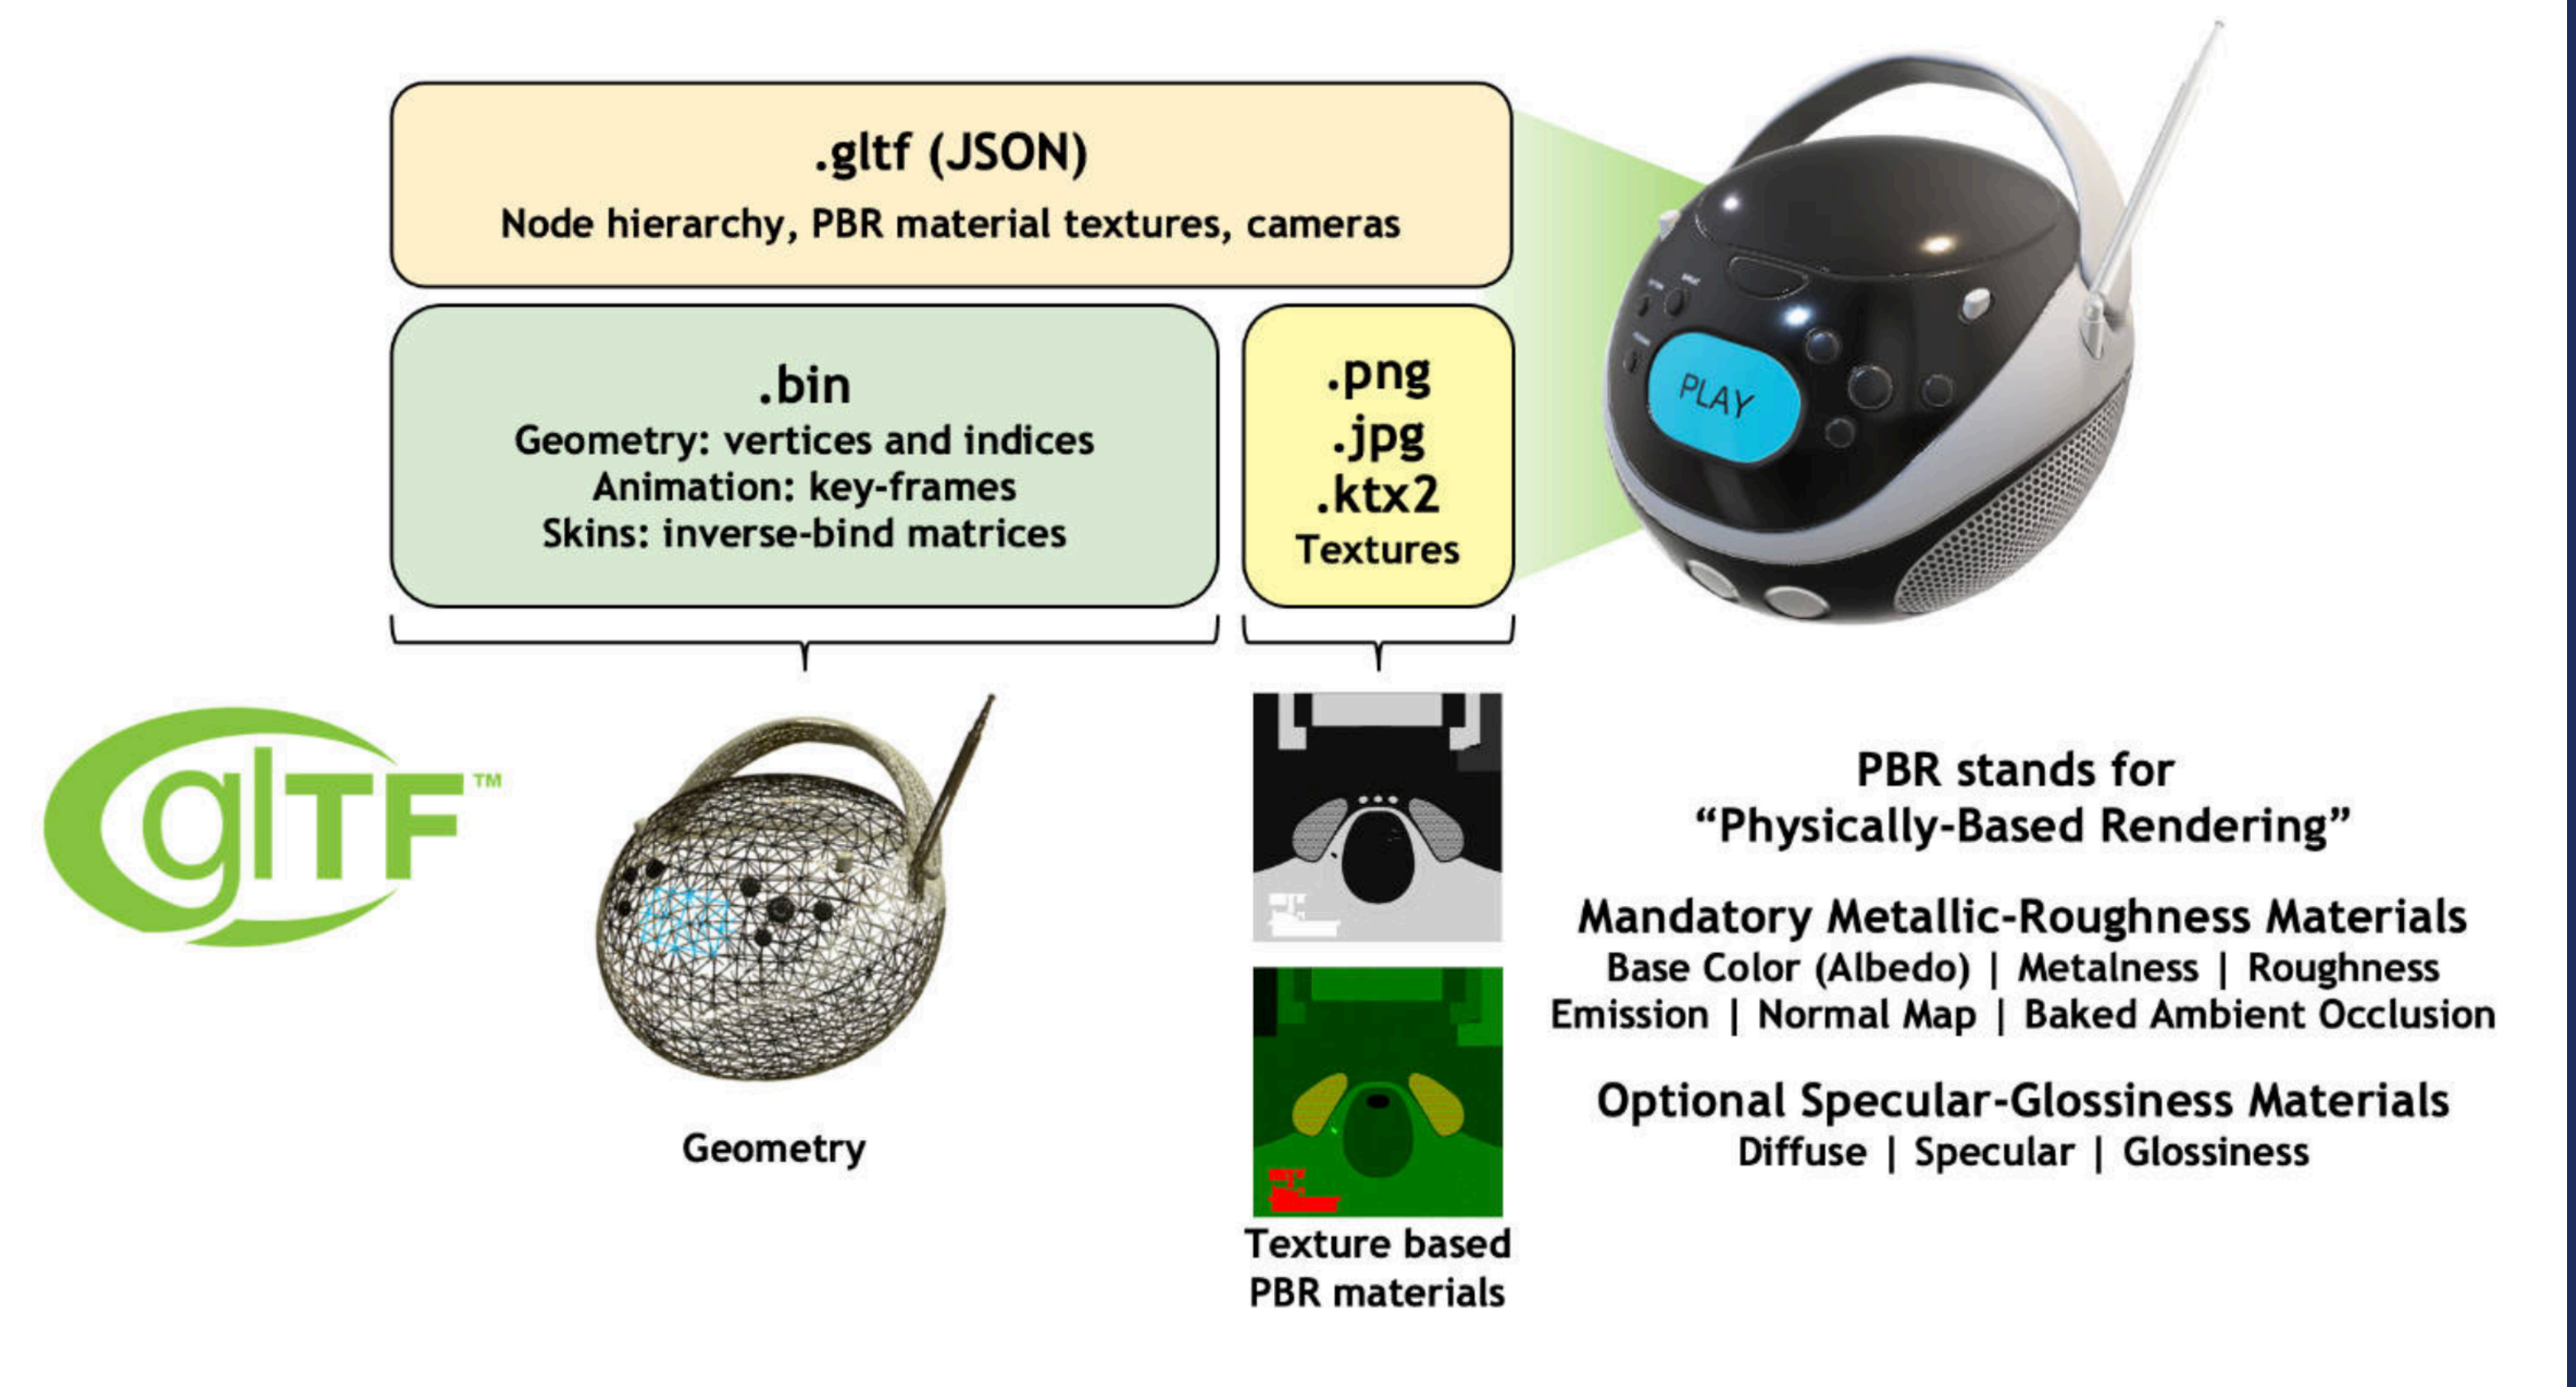 .gltf (JSON)
Node hierarchy, PBR material textures, cameras
.bin
Geometry: vertices and indices
Animation: key-frames
Skins: inverse-bind matrices
.png
.jpg
.ktx2
Textures
PLAY
glTF™
Geometry
Texture based
PBR materials
PBR stands for
“Physically-Based Rendering”
Mandatory Metallic-Roughness Materials
Base Color (Albedo) | Metalness | Roughness
Emission | Normal Map | Baked Ambient Occlusion
Optional Specular-Glossiness Materials
Diffuse | Specular | Glossiness